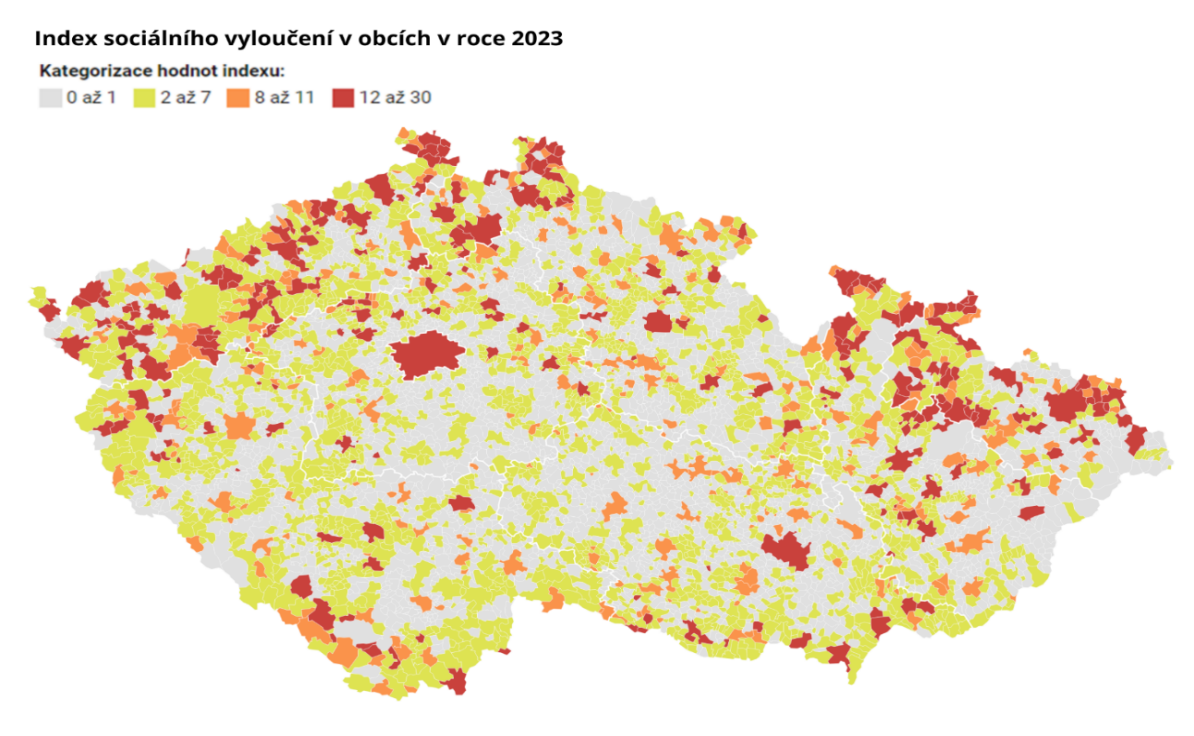 Index sociálního vyloučení v obcích v roce 2023
Kategorizace hodnot indexu:
0 až 1 2 až 7 8 až 11 12 až 30